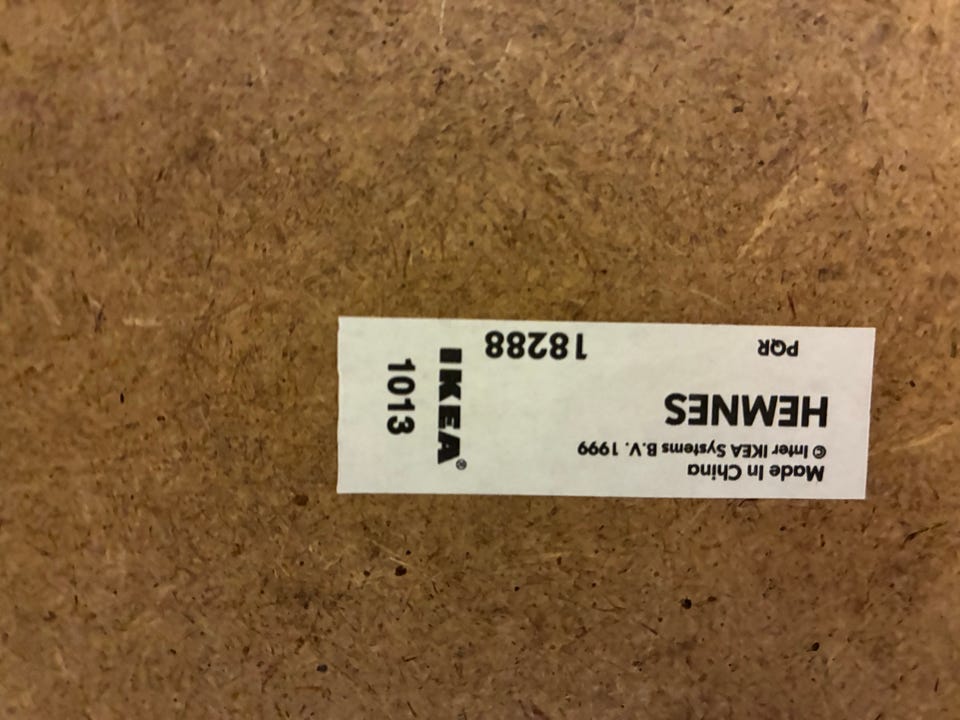 Made In China
© Inter IKEA Systems B.V. 1999
HEMNES
PQR
18288
IKEA®
1013